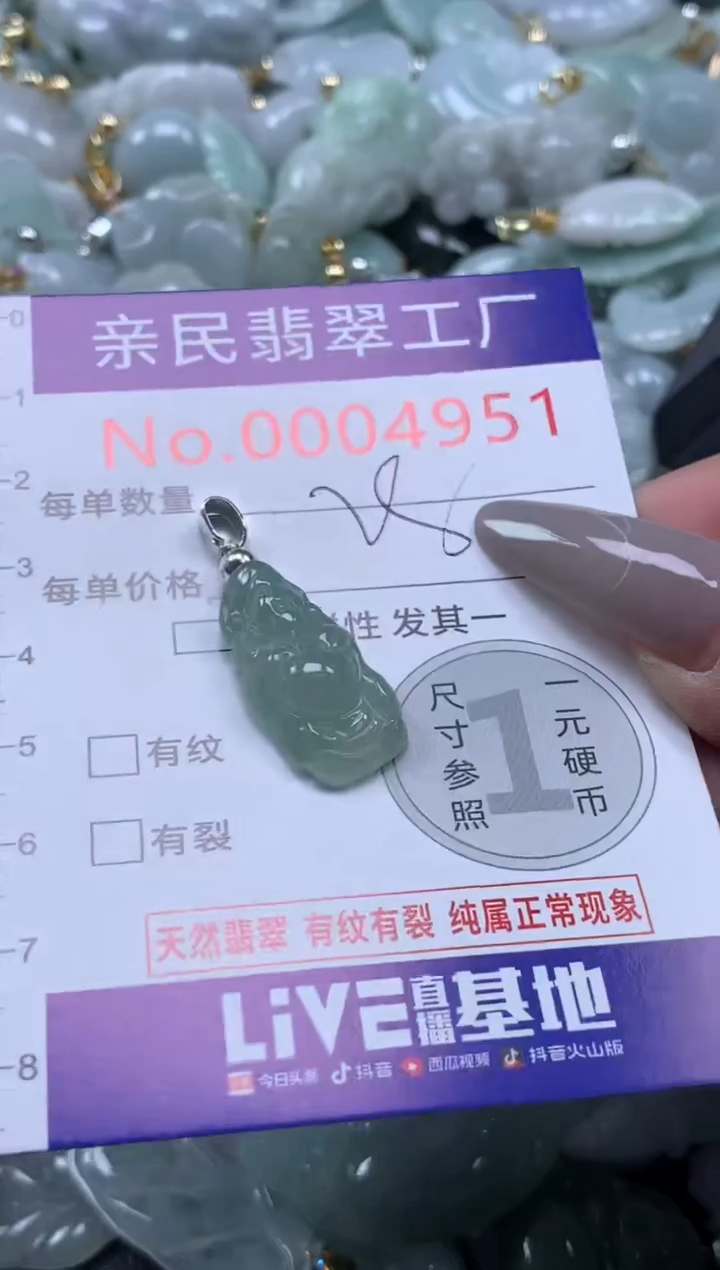 亲民翡翠工厂
No.0004951
每单数量
每单价格
性 发其一
尺寸参照
1
一元硬币
有纹
有裂
天然翡翠 有纹有裂 纯属正常现象
LiVE直播基地
今日头条 抖音 西瓜视频 抖音火山版
0
1
2
3
4
5
6
7
8